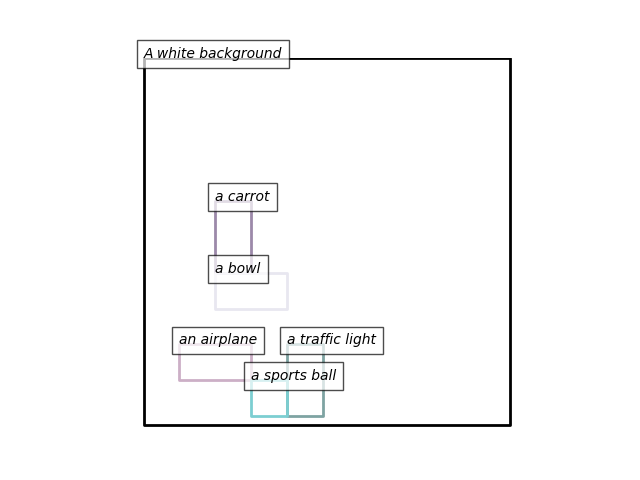 A white background
a carrot
a bowl
an airplane
a traffic light
a sports ball